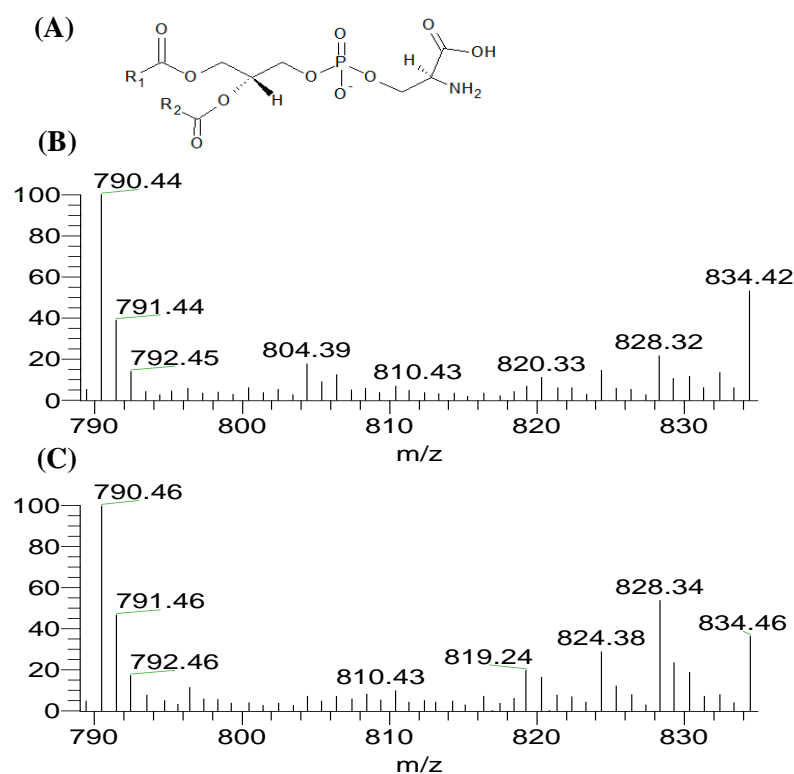 (A)
O
R1
O
R2
O
O
H
O
P
O-
O
O
H
OH
NH2
(B)
100
80
60
40
20
0
790.44
791.44
792.45
804.39
810.43
820.33
828.32
834.42
790
800
810
820
830
m/z
(C)
100
80
60
40
20
0
790.46
791.46
792.46
810.43
819.24
824.38
828.34
834.46
790
800
810
820
830
m/z